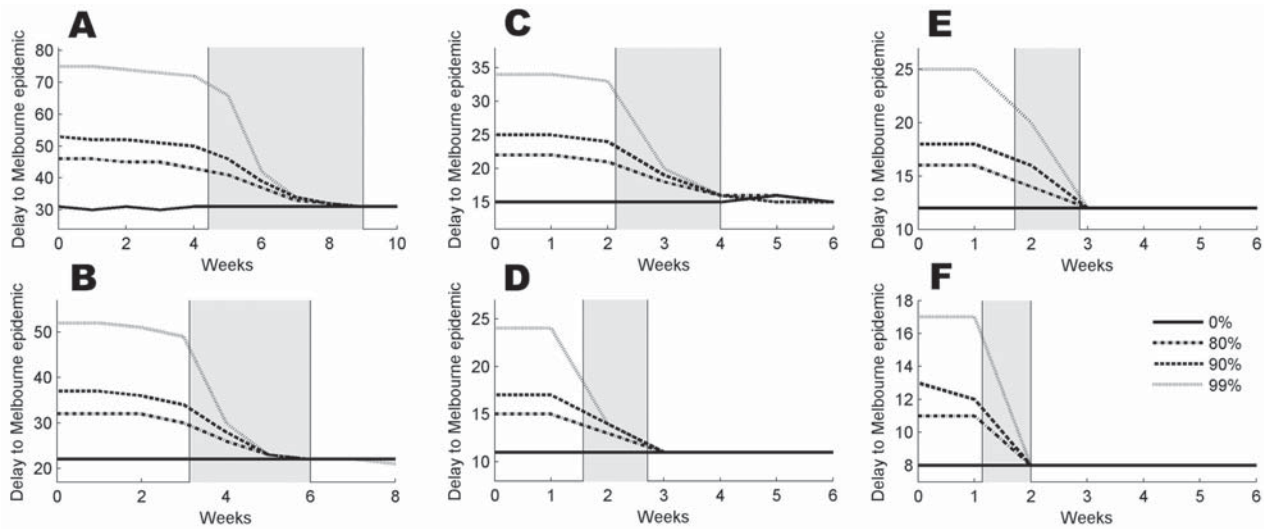 A
Delay to Melbourne epidemic
80
70
60
50
40
30
0 2 4 6 8 10
Weeks
C
Delay to Melbourne epidemic
35
30
25
20
15
0 1 2 3 4 5 6
Weeks
E
Delay to Melbourne epidemic
25
20
15
10
0 1 2 3 4 5 6
Weeks
B
Delay to Melbourne epidemic
50
40
30
20
0 2 4 6 8
Weeks
D
Delay to Melbourne epidemic
25
20
15
10
0 1 2 3 4 5 6
Weeks
F
Delay to Melbourne epidemic
18
16
14
12
10
8
0 1 2 3 4 5 6
Weeks
0%
80%
90%
99%